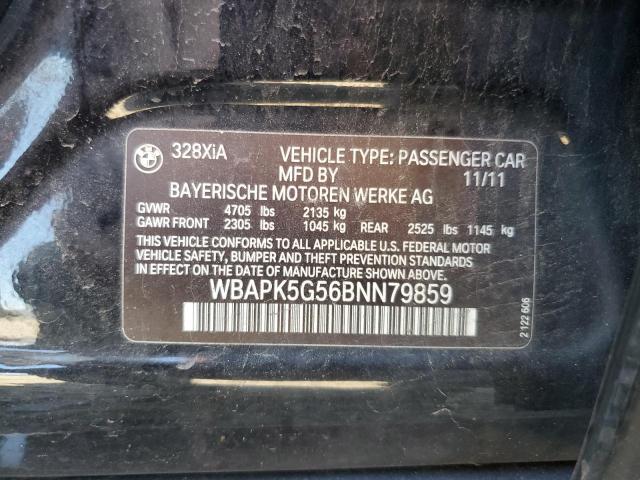 328XiA VEHICLE TYPE: PASSENGER CAR
MFD BY 11/11
BAYERISCHE MOTOREN WERKE AG
GVWR 4705 lbs 2135 kg
GAWR FRONT 2305 lbs 1045 kg REAR 2525 lbs 1145 kg
THIS VEHICLE CONFORMS TO ALL APPLICABLE U.S. FEDERAL MOTOR
VEHICLE SAFETY, BUMPER AND THEFT PREVENTION STANDARDS
IN EFFECT ON THE DATE OF MANUFACTURE SHOWN ABOVE.
WBAPK5G56BNN79859
2 122 606